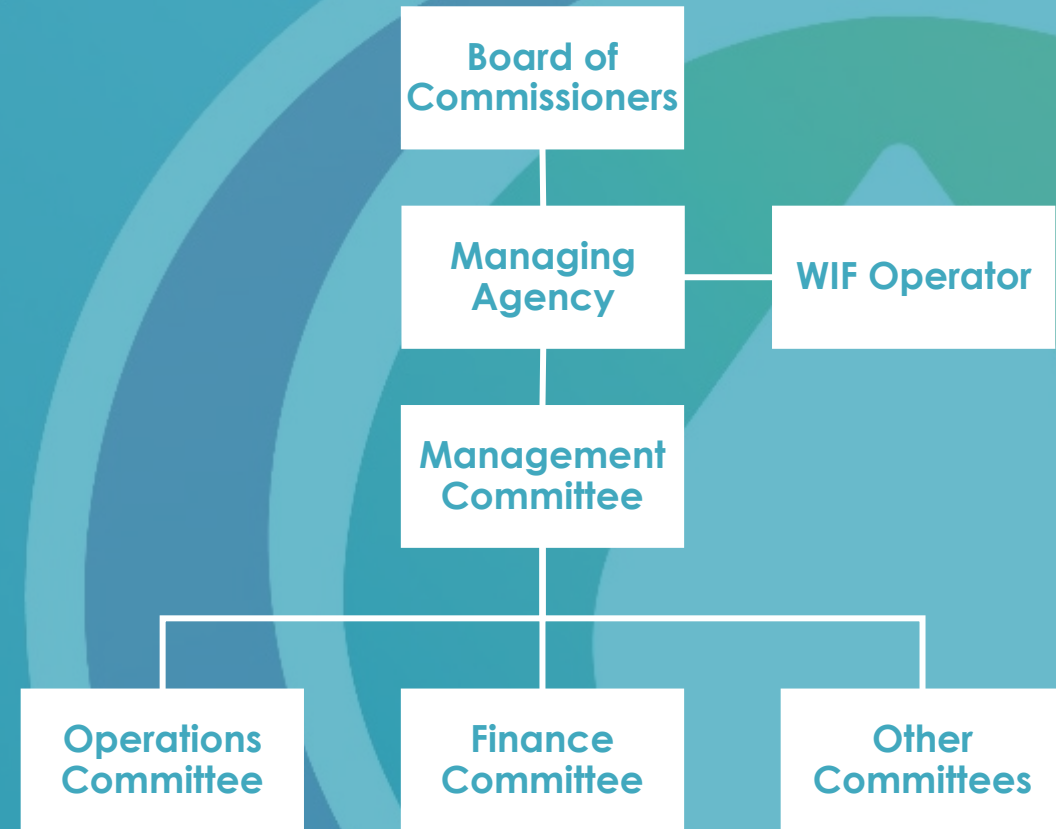 Board of
Commissioners
Managing
Agency
WIF Operator
Management
Committee
Operations
Committee
Finance
Committee
Other
Committees